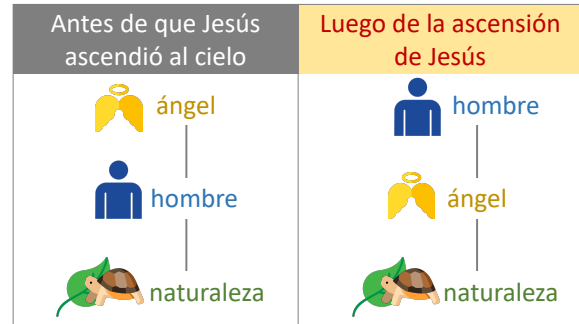 Antes de que Jesús
ascendió al cielo
Luego de la ascensión
de Jesús
ángel
hombre
naturaleza
hombre
ángel
naturaleza